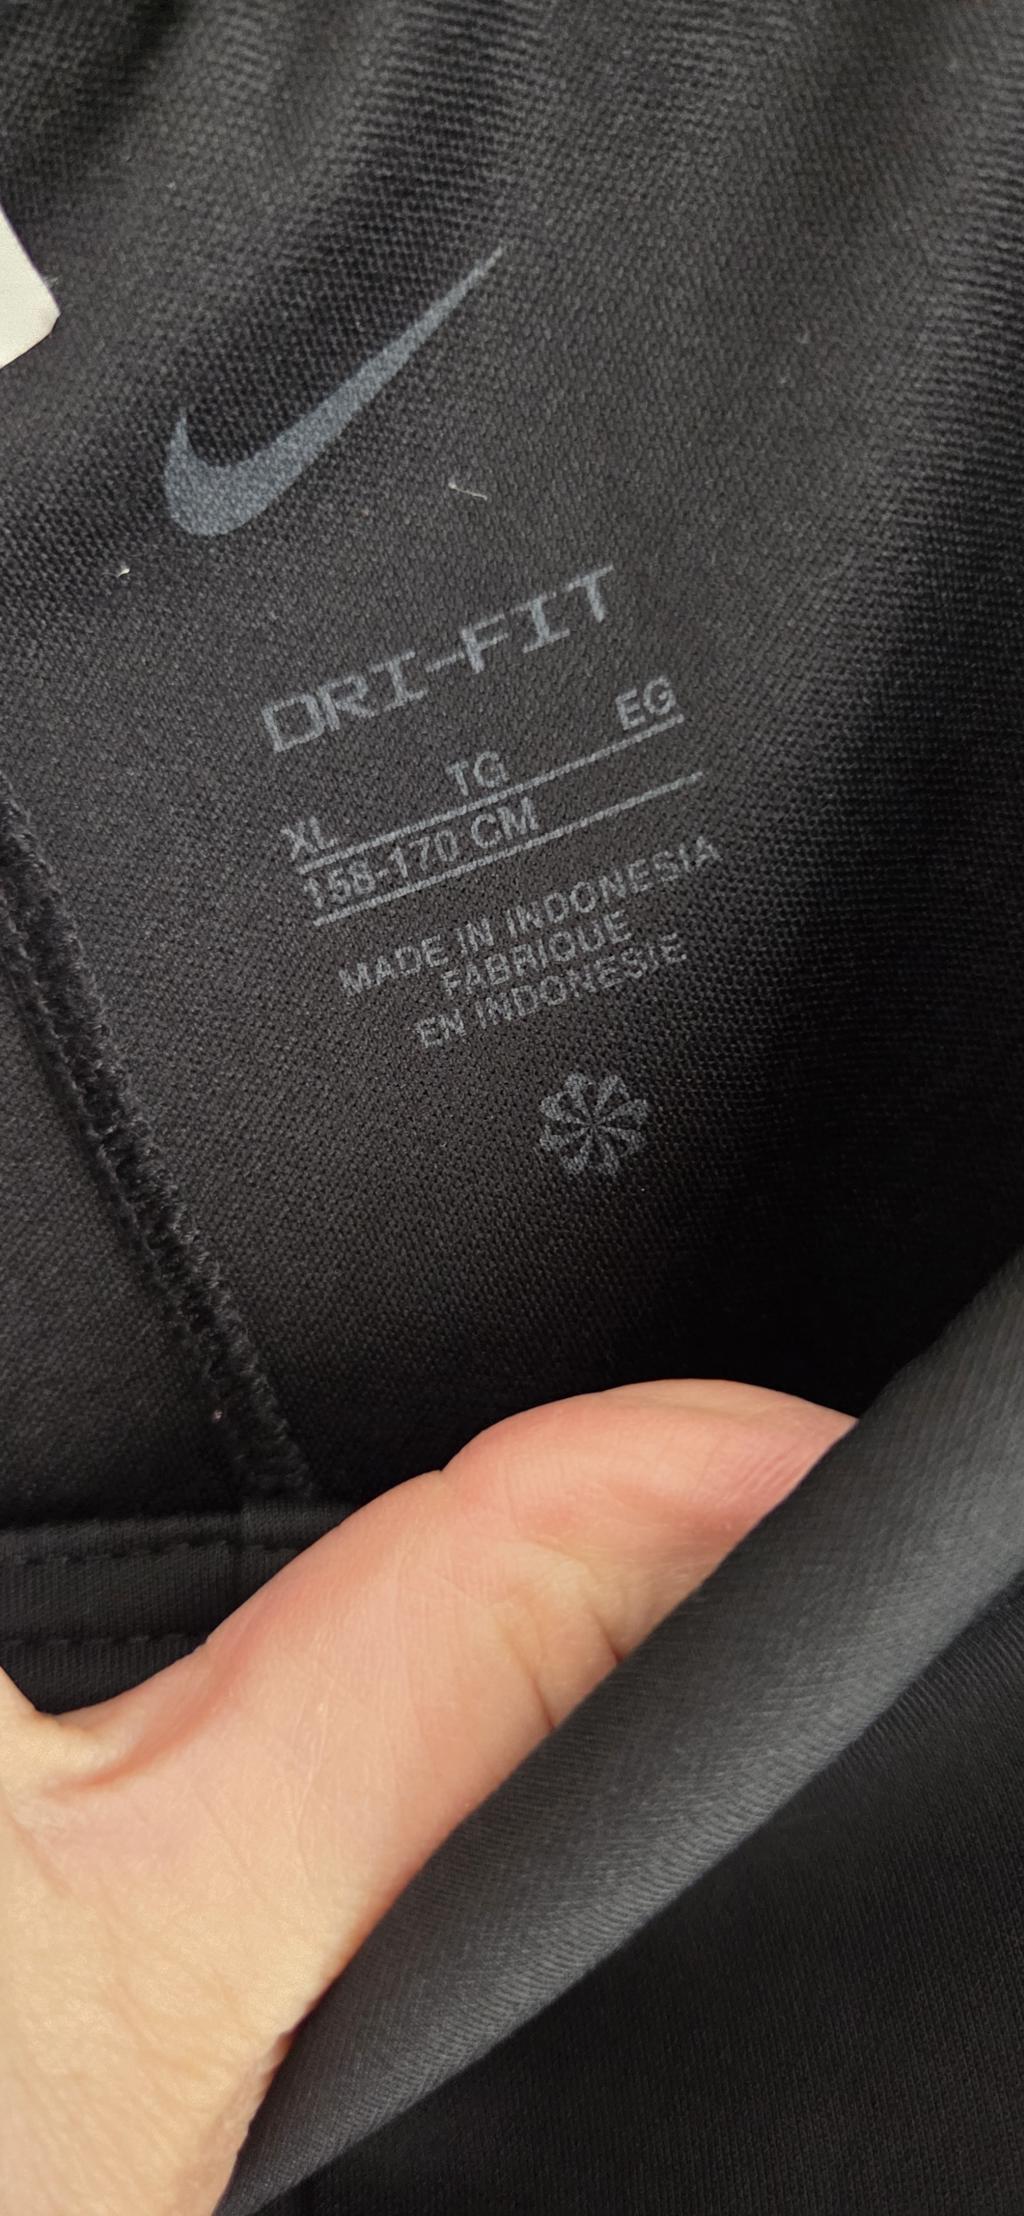 DRI-FIT
XL TG EG
158-170 CM
MADE IN INDONESIA
FABRIQUE
EN INDONESIE